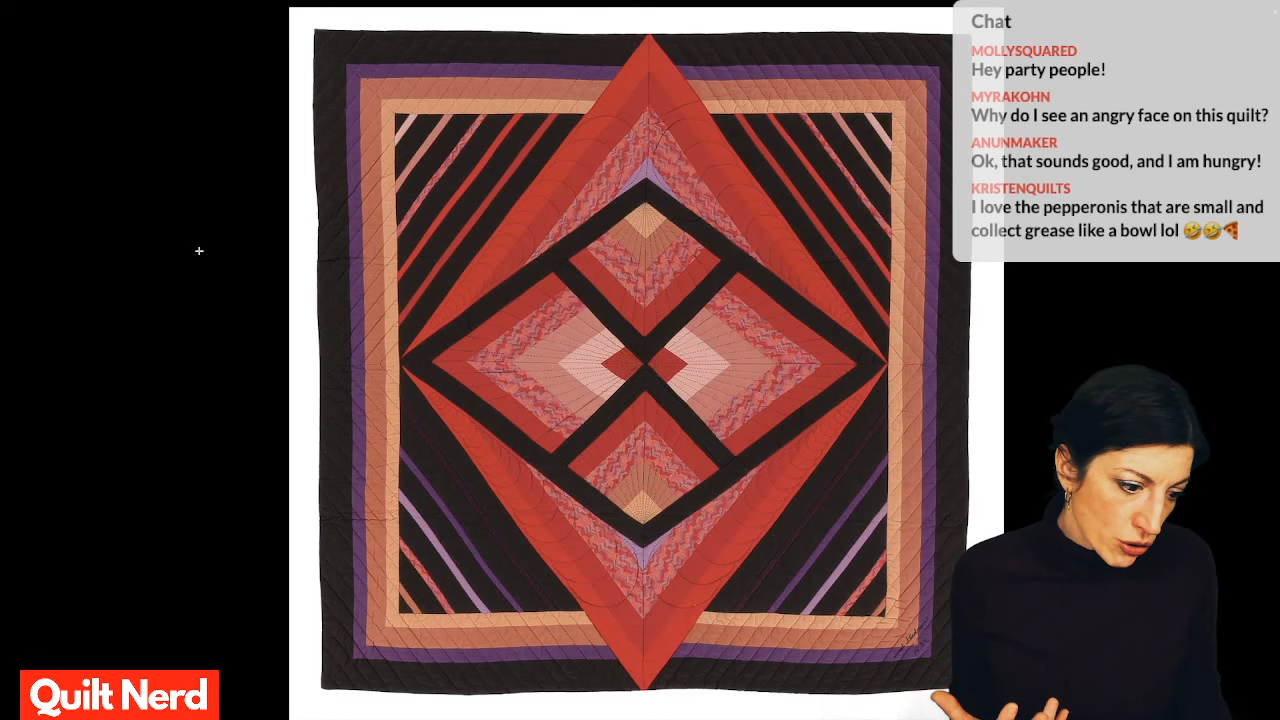 Chat
MOLLYSQUARED
Hey party people!
MYRAKOHN
Why do I see an angry face on this quilt?
ANUNMAKER
Ok, that sounds good, and I am hungry!
KRISTENQUILTS
I love the pepperonis that are small and
collect grease like a bowl lol 🤣🤣🍕
Quilt Nerd